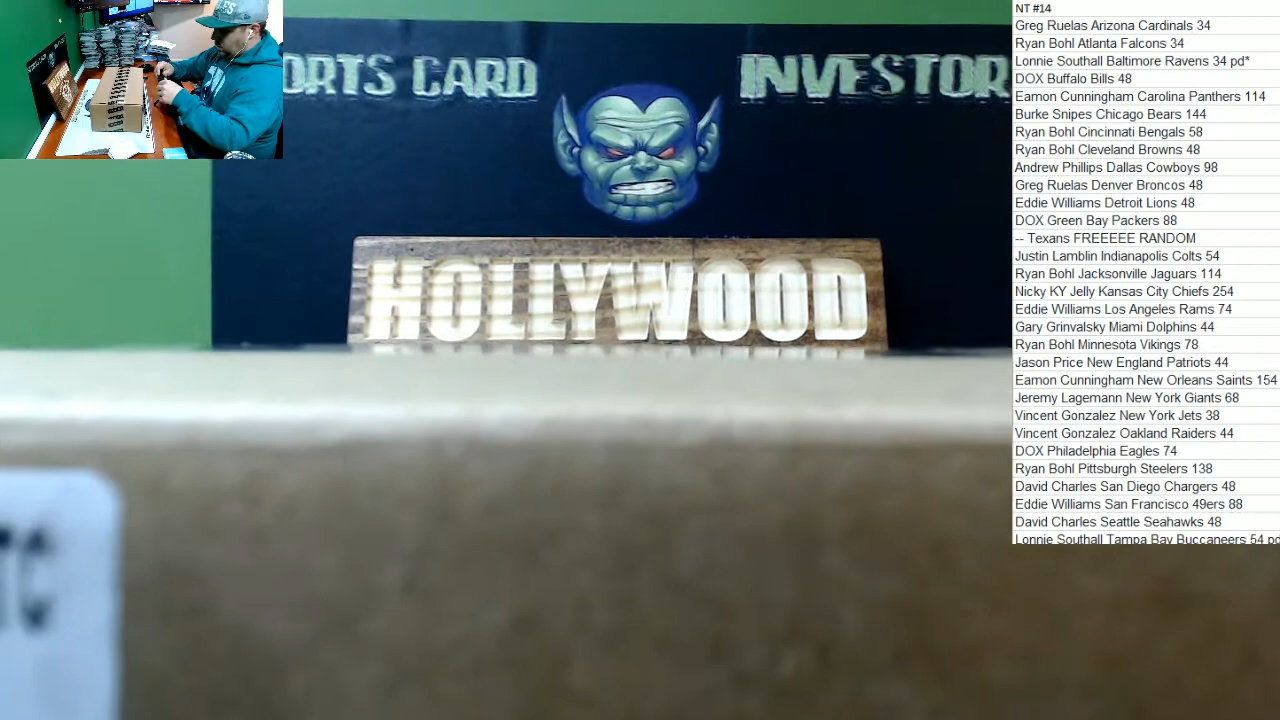 ORTS CARD INVESTOR
HOLLYWOOD
NT #14
Greg Ruelas Arizona Cardinals 34
Ryan Bohl Atlanta Falcons 34
Lonnie Southall Baltimore Ravens 34 pd*
DOX Buffalo Bills 48
Eamon Cunningham Carolina Panthers 114
Burke Snipes Chicago Bears 144
Ryan Bohl Cincinnati Bengals 58
Ryan Bohl Cleveland Browns 48
Andrew Phillips Dallas Cowboys 98
Greg Ruelas Denver Broncos 48
Eddie Williams Detroit Lions 48
DOX Green Bay Packers 88
-- Texans FREEEEE RANDOM
Justin Lamblin Indianapolis Colts 54
Ryan Bohl Jacksonville Jaguars 114
Nicky KY Jelly Kansas City Chiefs 254
Eddie Williams Los Angeles Rams 74
Gary Grinvalsky Miami Dolphins 44
Ryan Bohl Minnesota Vikings 78
Jason Price New England Patriots 44
Eamon Cunningham New Orleans Saints 154
Jeremy Lagemann New York Giants 68
Vincent Gonzalez New York Jets 38
Vincent Gonzalez Oakland Raiders 44
DOX Philadelphia Eagles 74
Ryan Bohl Pittsburgh Steelers 138
David Charles San Diego Chargers 48
Eddie Williams San Francisco 49ers 88
David Charles Seattle Seahawks 48
Lonnie Southall Tampa Bay Buccaneers 54 pd